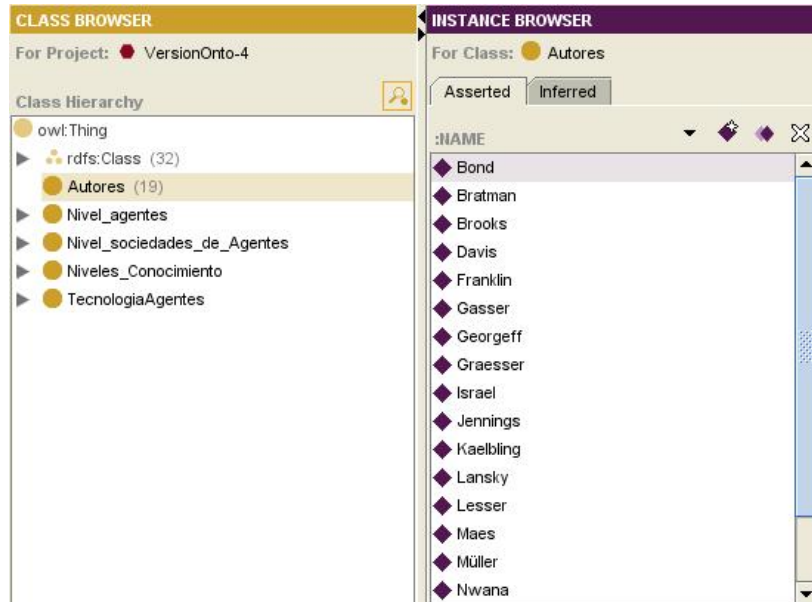 CLASS BROWSER
For Project: VersionOnto-4
Class Hierarchy
owl:Thing
rdfs:Class (32)
Autores (19)
Nivel_agentes
Nivel_sociedades_de_Agentes
Niveles_Conocimiento
TecnologiaAgentes
INSTANCE BROWSER
For Class: Autores
Asserted
Inferred
:NAME
Bond
Bratman
Brooks
Davis
Franklin
Gasser
Georgeff
Graesser
Israel
Jennings
Kaelbling
Lansky
Lesser
Maes
Müller
Nwana